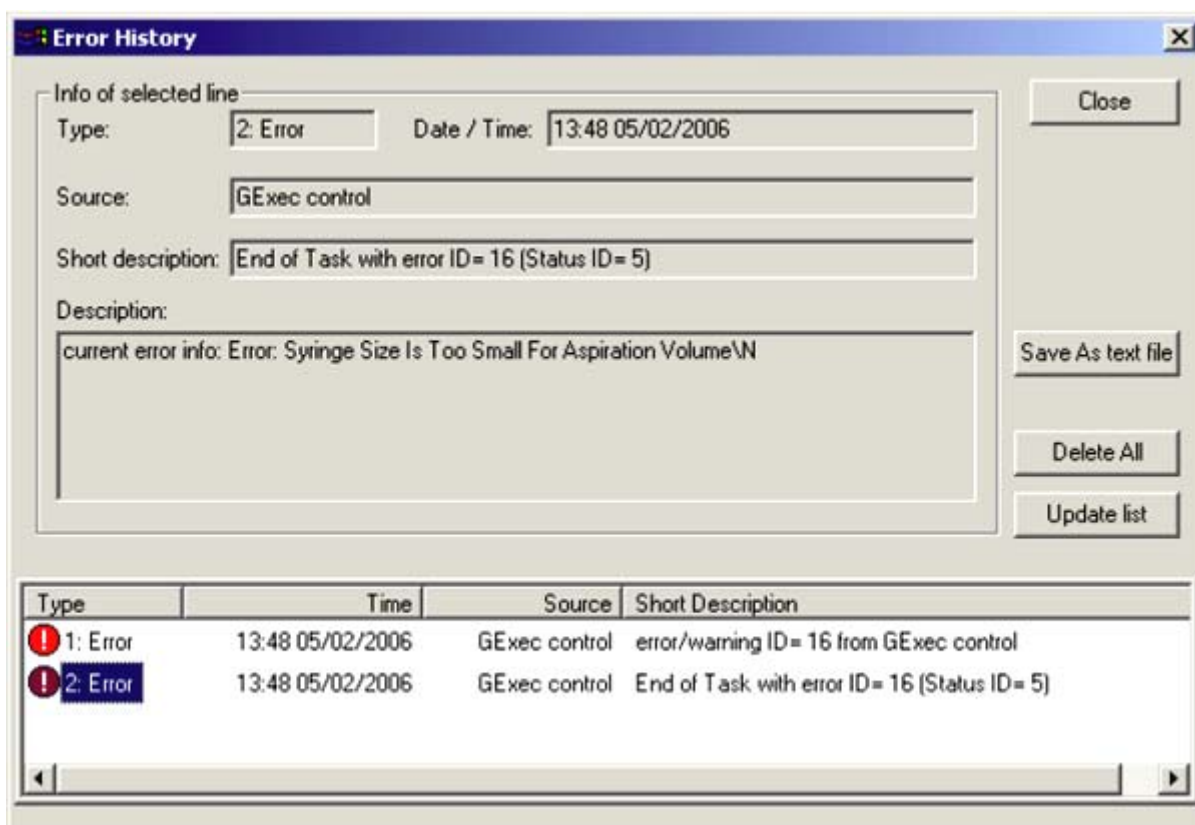 Error History
Info of selected line
Type: 2: Error Date / Time: 13:48 05/02/2006
Close
Source: GExec control
Short description: End of Task with error ID= 16 (Status ID= 5)
Description:
current error info: Error: Syringe Size Is Too Small For Aspiration Volume\N
Save As text file
Delete All
Update list
Type Time Source Short Description
1: Error 13:48 05/02/2006 GExec control error/warning ID= 16 from GExec control
2: Error 13:48 05/02/2006 GExec control End of Task with error ID= 16 (Status ID= 5)